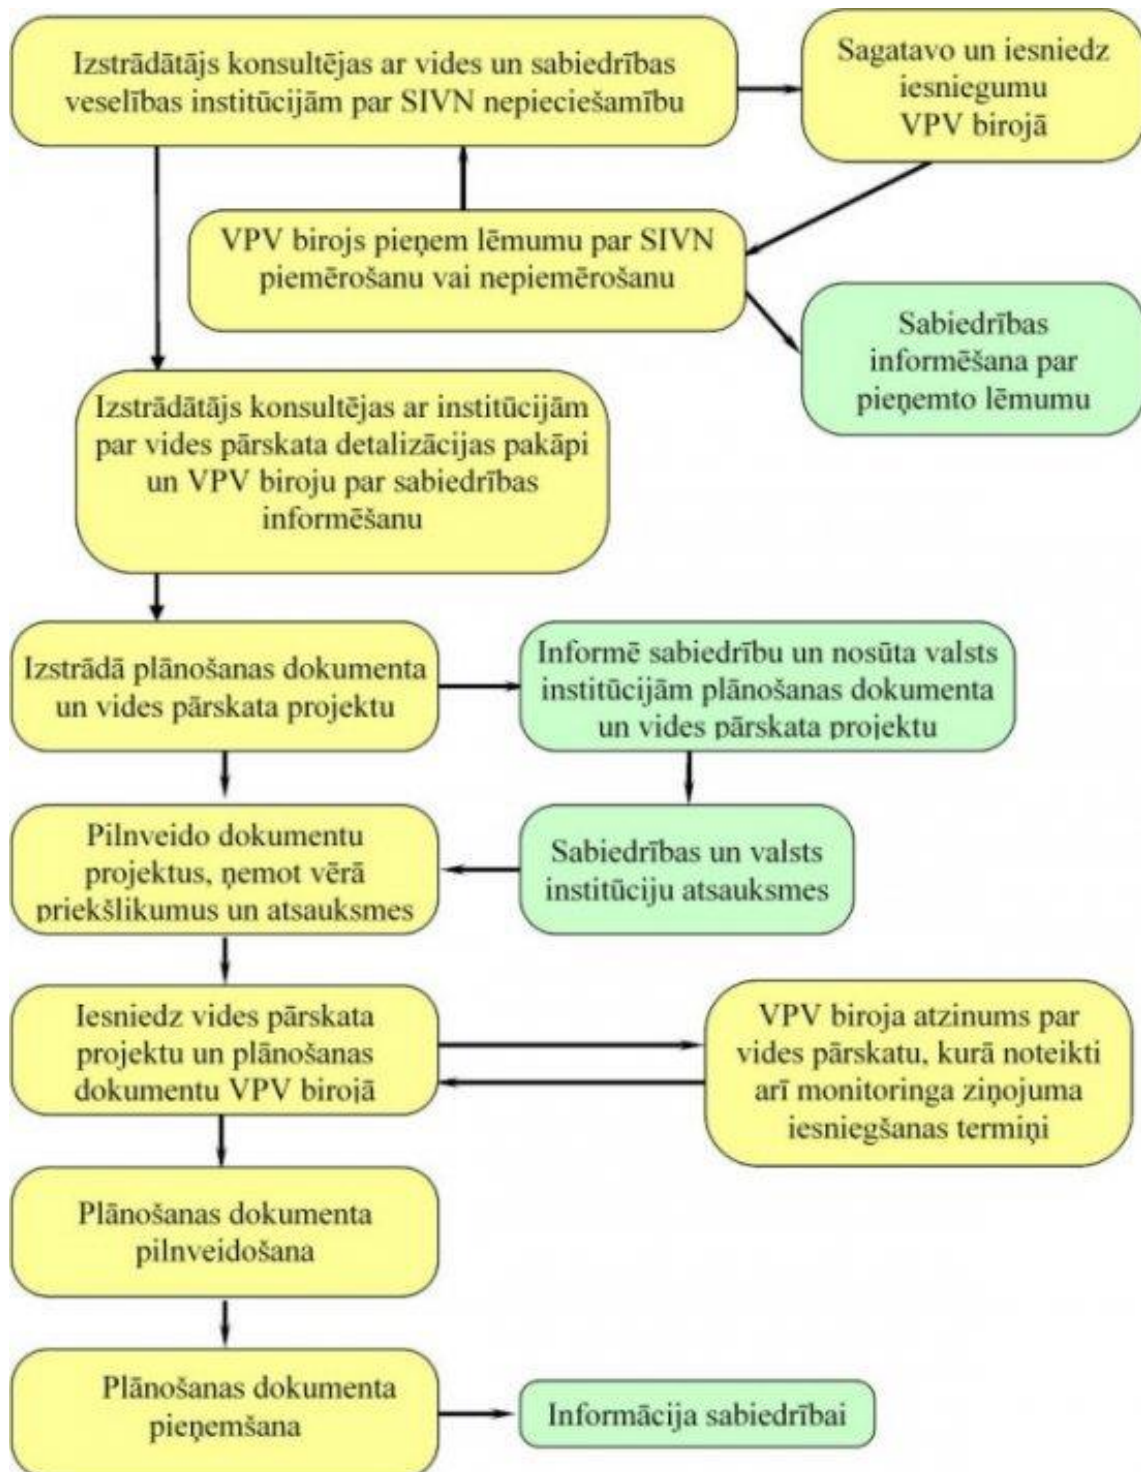 Izstrādātājs konsultējas ar vides un sabiedrības
veselības institūcijām par SIVN nepieciešamību
Sagatavo un iesniedz
iesniegumu
VPV birojā
VPV birojs pieņem lēmumu par SIVN
piemērošanu vai nepiemērošanu
Sabiedrības
informēšana par
pieņemto lēmumu
Izstrādātājs konsultējas ar institūcijām
par vides pārskata detalizācijas pakāpi
un VPV biroju par sabiedrības
informēšanu
Izstrādā plānošanas dokumenta
un vides pārskata projektu
Informē sabiedrību un nosūta valsts
institūcijām plānošanas dokumenta
un vides pārskata projektu
Pilnveido dokumentu
projektus, ņemot vērā
priekšlikumus un atsauksmes
Sabiedrības un valsts
institūciju atsauksmes
Iesniedz vides pārskata
projektu un plānošanas
dokumentu VPV birojā
VPV biroja atzinums par
vides pārskatu, kurā noteikti
arī monitoringa ziņojuma
iesniegšanas termiņi
Plānošanas dokumenta
pilnveidošana
Plānošanas dokumenta
pieņemšana
Informācija sabiedrībai